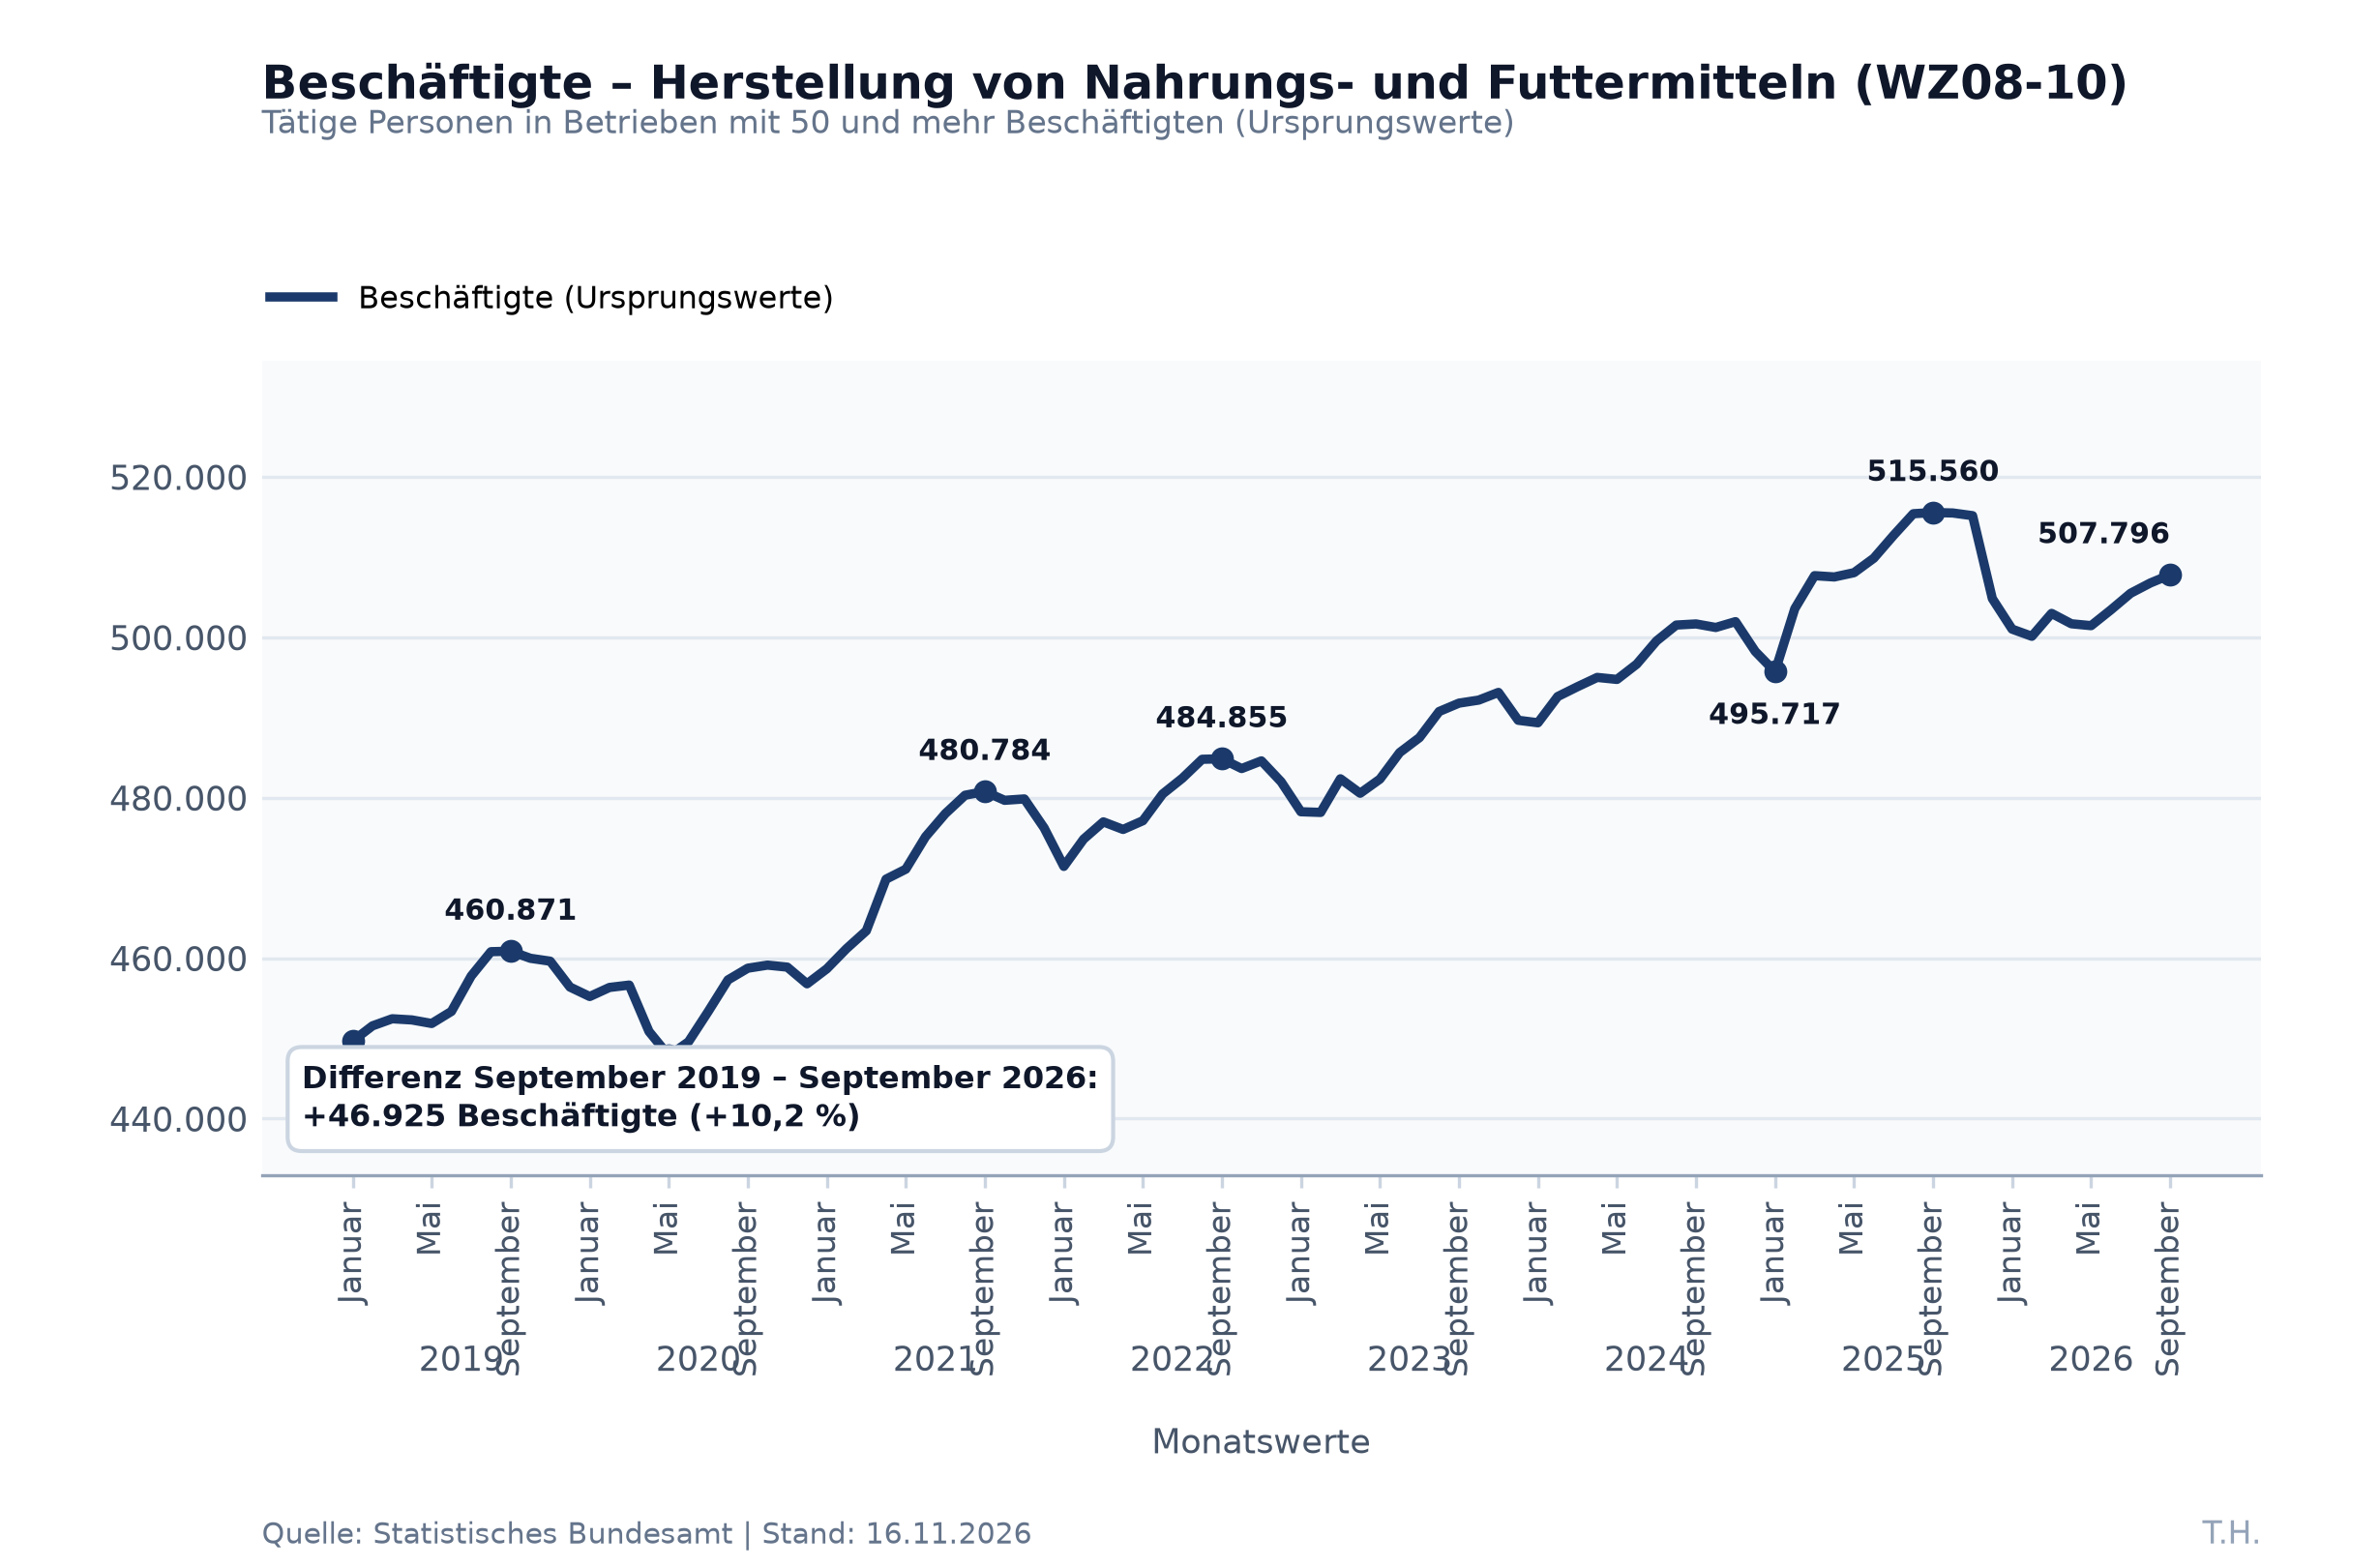 Beschäftigte – Herstellung von Nahrungs- und Futtermitteln (WZ08-10)
Tätige Personen in Betrieben mit 50 und mehr Beschäftigten (Ursprungswerte)
Beschäftigte (Ursprungswerte)
520.000
500.000
480.000
460.000
440.000
460.871
480.784
484.855
495.717
515.560
507.796
Differenz September 2019 – September 2026:
+46.925 Beschäftigte (+10,2 %)
Januar
Mai
September
Januar
Mai
September
Januar
Mai
September
Januar
Mai
September
Januar
Mai
September
Januar
Mai
September
Januar
Mai
September
Januar
Mai
September
2019
2020
2021
2022
2023
2024
2025
2026
Monatswerte
Quelle: Statistisches Bundesamt | Stand: 16.11.2026
T.H.